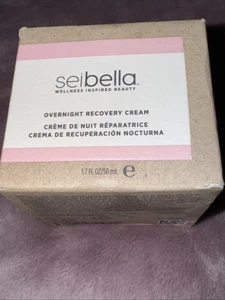 seibella
WELLNESS INSPIRED BEAUTY
OVERNIGHT RECOVERY CREAM
CRÈME DE NUIT RÉPARATRICE
CREMA DE RECUPERACIÓN NOCTURNA
1.7 FL OZ/50 mL ℮